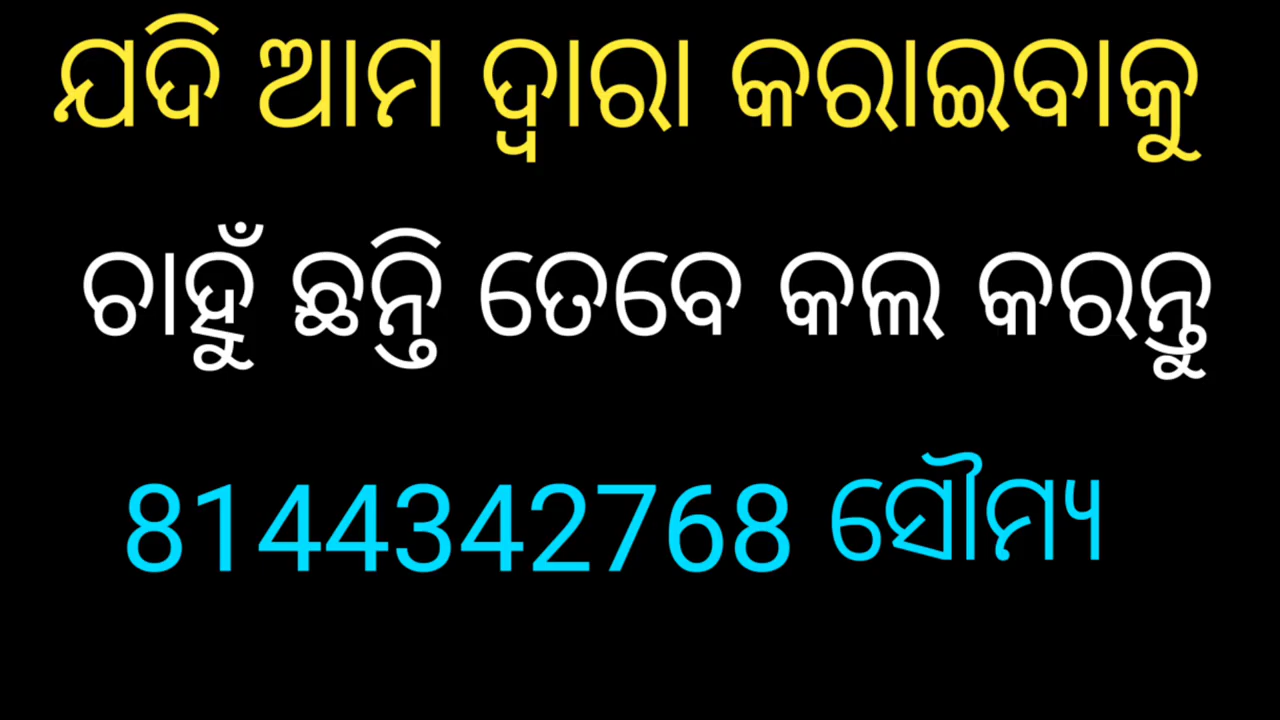 ଯଦି ଆମ ଦ୍ୱାରା କରାଇବାକୁ
ଚାହୁଁ ଛନ୍ତି ତେବେ କଲ କରନ୍ତୁ
8144342768 ସୌମ୍ୟ